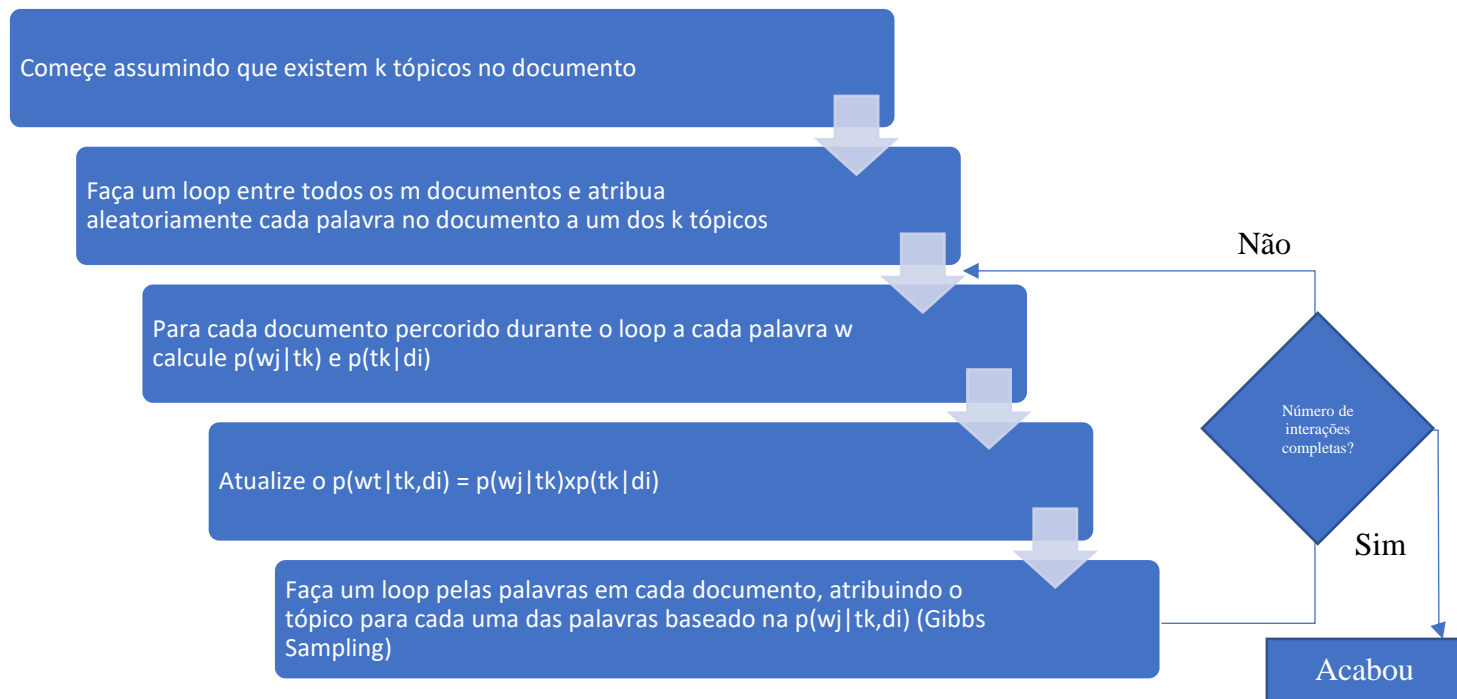 Começe assumindo que existem k tópicos no documento
Faça um loop entre todos os m documentos e atribua
aleatoriamente cada palavra no documento a um dos k tópicos
Não
Para cada documento percorido durante o loop a cada palavra w
calcule p(wj|tk) e p(tk|di)
Número de
interações
completas?
Atualize o p(wt|tk,di) = p(wj|tk)xp(tk|di)
Sim
Faça um loop pelas palavras em cada documento, atribuindo o
tópico para cada uma das palavras baseado na p(wj|tk,di) (Gibbs
Sampling)
Acabou